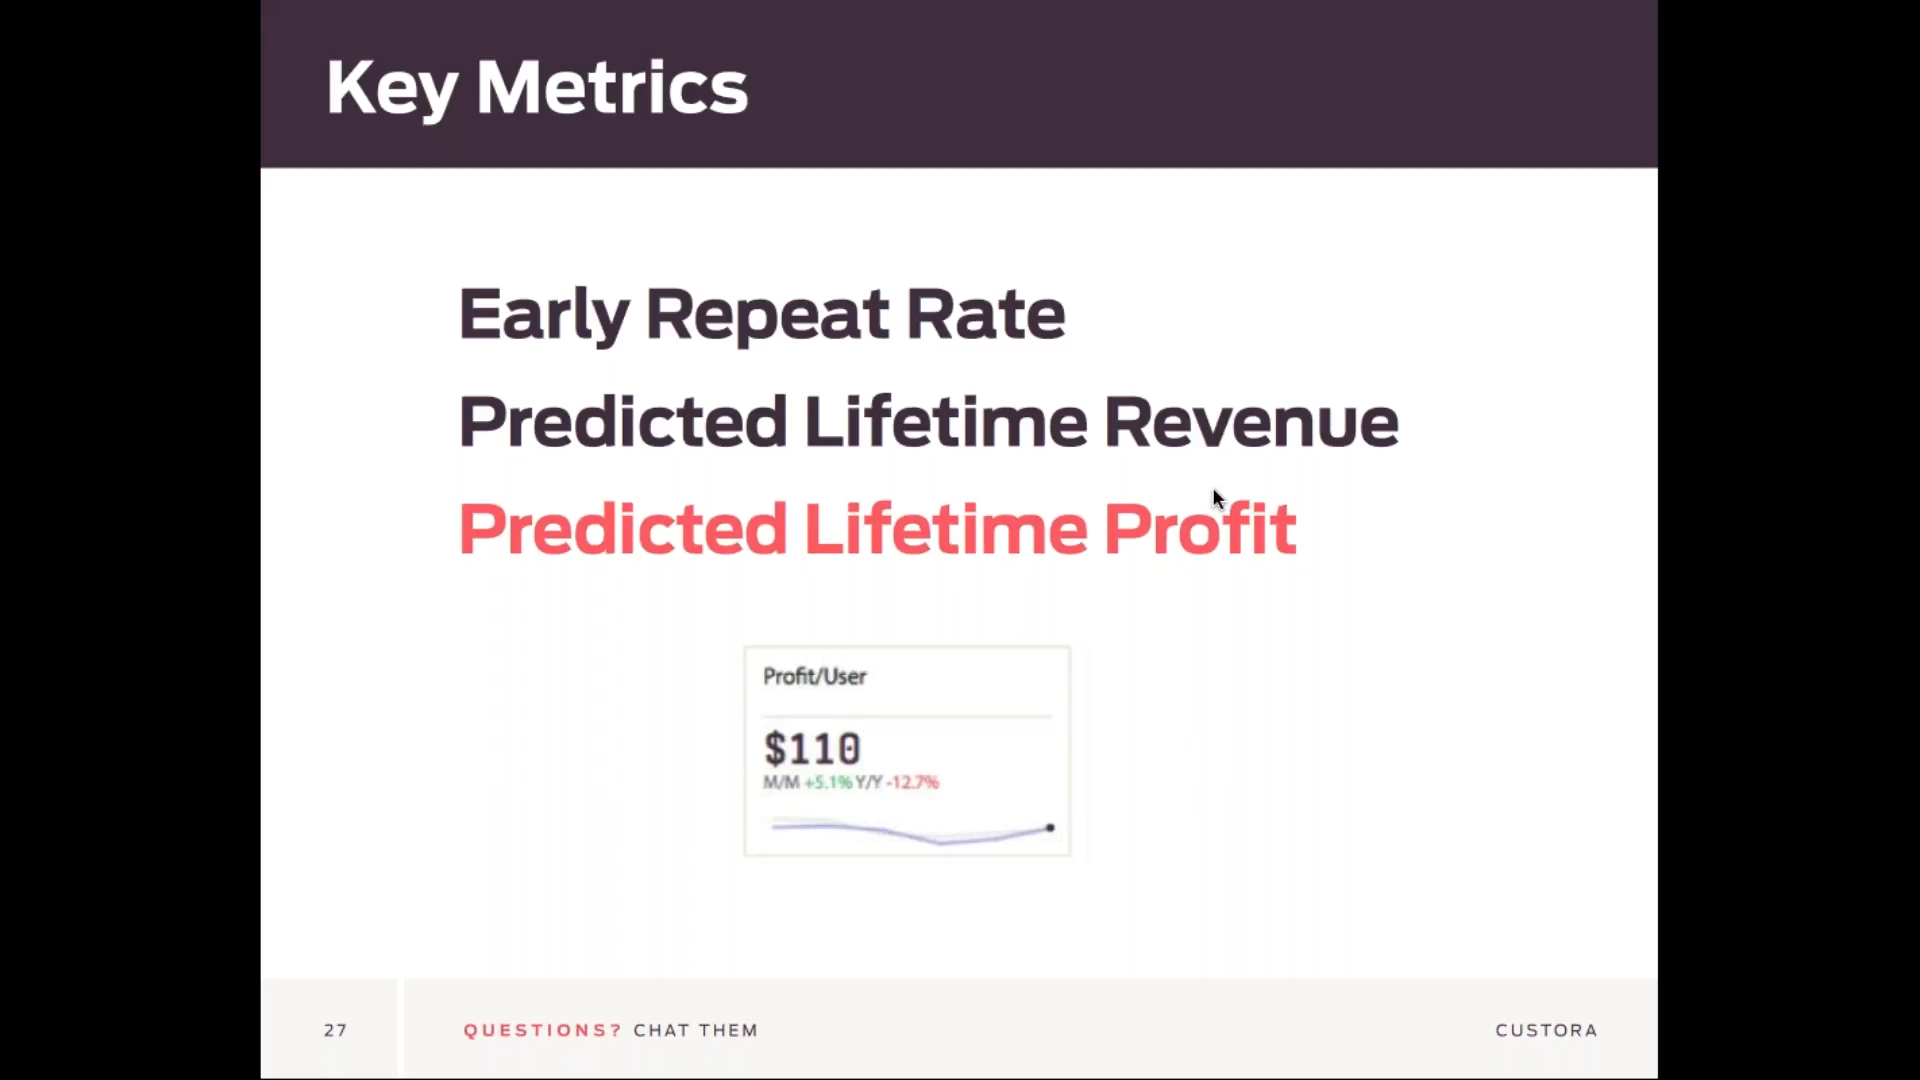 Key Metrics
Early Repeat Rate
Predicted Lifetime Revenue
Predicted Lifetime Profit
Profit/User
$110
M/M +5.1% Y/Y -12.7%
27
QUESTIONS? CHAT THEM
CUSTORA